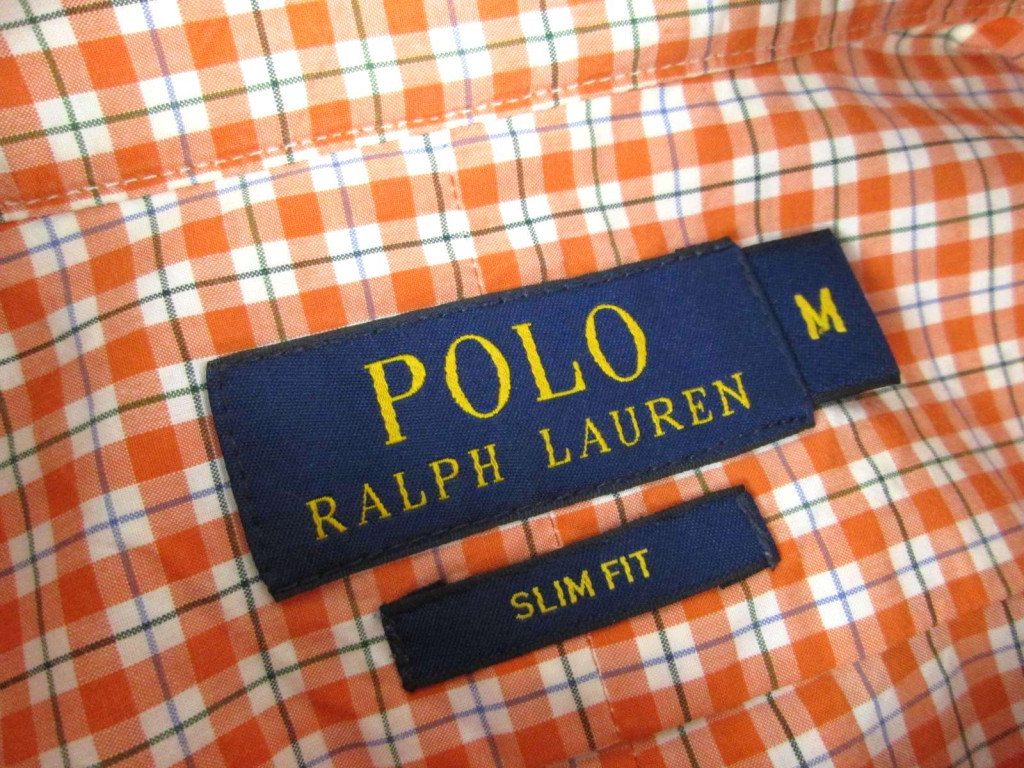 POLO
RALPH LAUREN
M
SLIM FIT